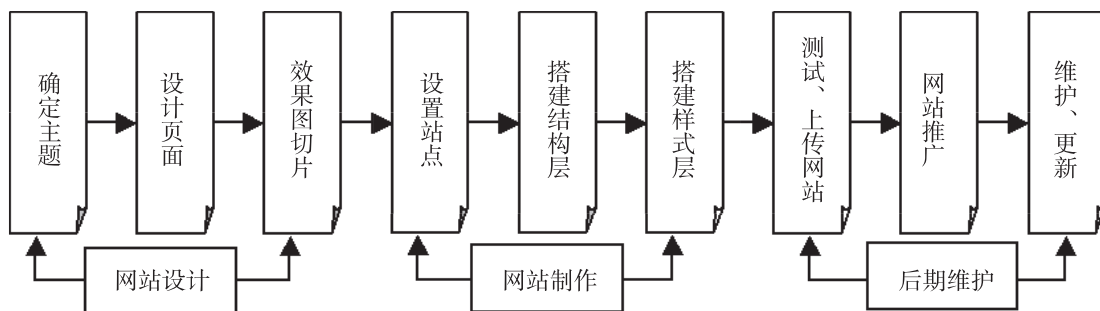 确定主题
设计页面
效果图切片
设置站点
搭建结构层
搭建样式层
测试、上传网站
网站推广
维护、更新
网站设计
网站制作
后期维护